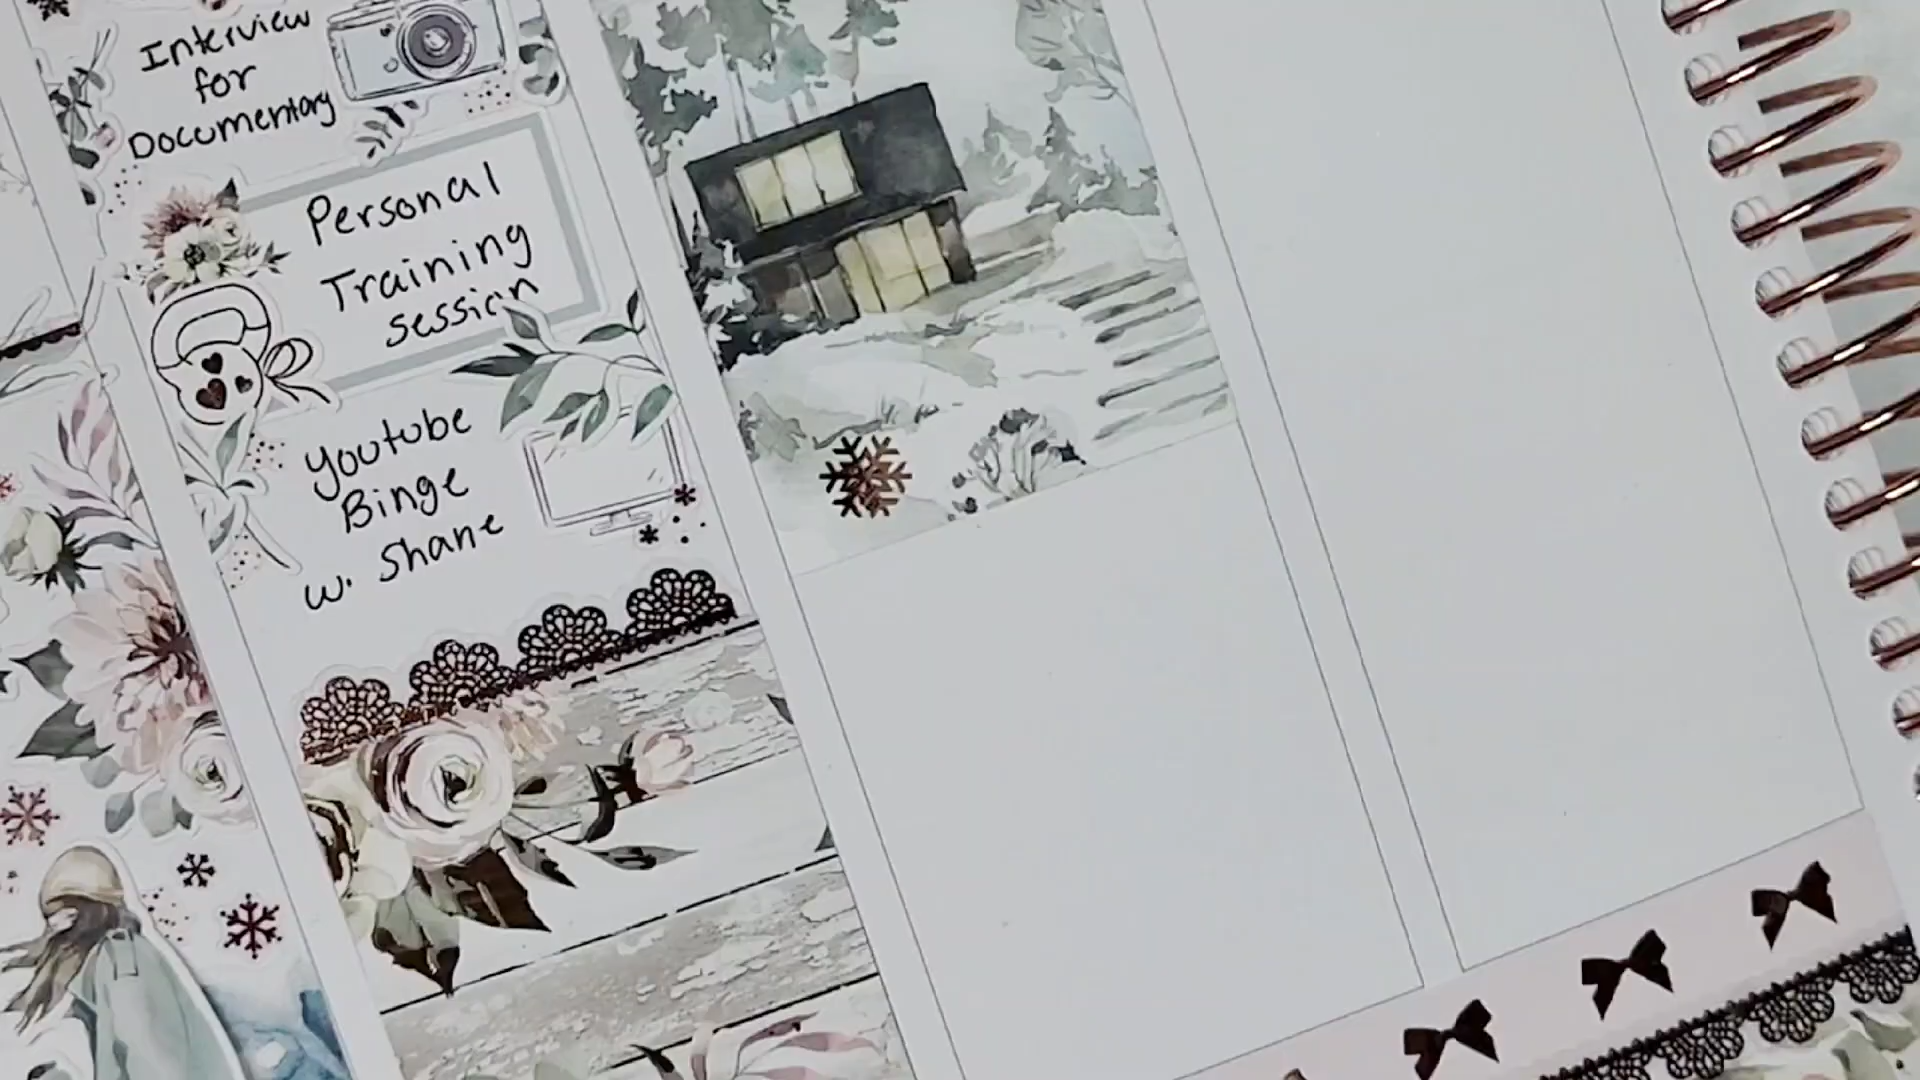 Interview
for
Documentary
Personal
Training
session
Youtube
Binge
w. Shane